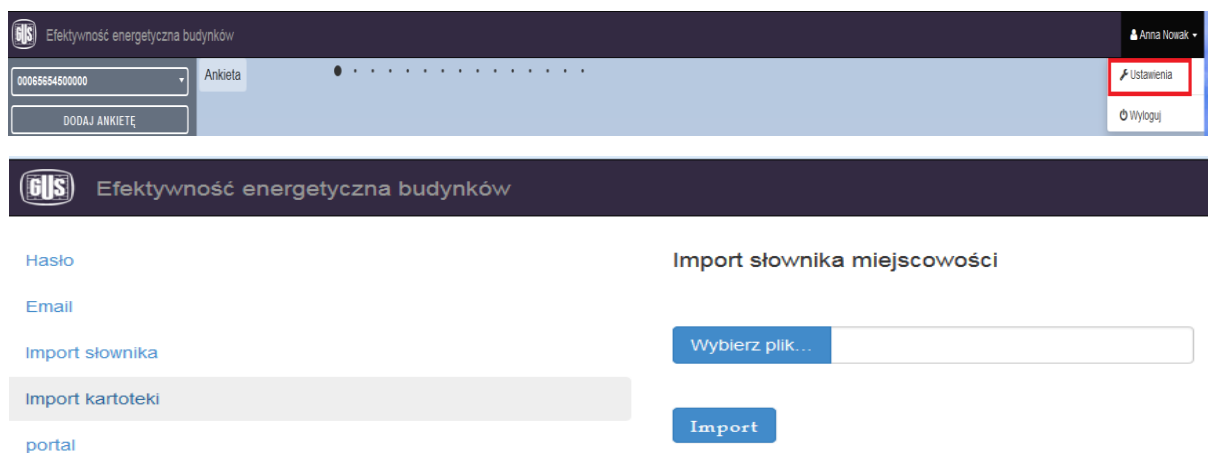 GUS Efektywność energetyczna budynków
Anna Nowak
00065654500000
Ankieta
Ustawienia
DODAJ ANKIETĘ
Wyloguj
GUS Efektywność energetyczna budynków
Hasło
Import słownika miejscowości
Email
Wybierz plik...
Import słownika
Import kartoteki
Import
portal